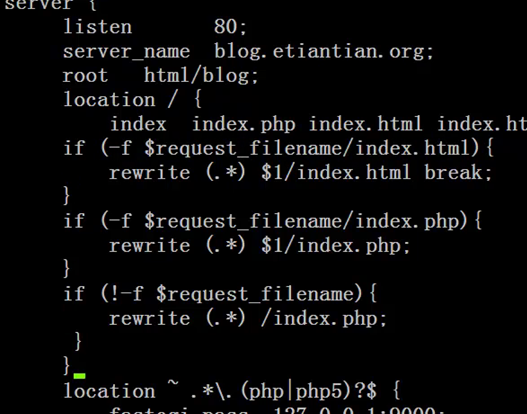 server {
listen 80;
server_name blog.etiantian.org;
root html/blog;
location / {
index index.php index.html
if (-f $request_filename/index.html){
rewrite (.*) $1/index.html break;
}
if (-f $request_filename/index.php){
rewrite (.*) $1/index.php;
}
if (!-f $request_filename){
rewrite (.*) /index.php;
}
}
location ~ .*\.(php|php5)?$ {
fastcgi_pass 127.0.0.1:9000;